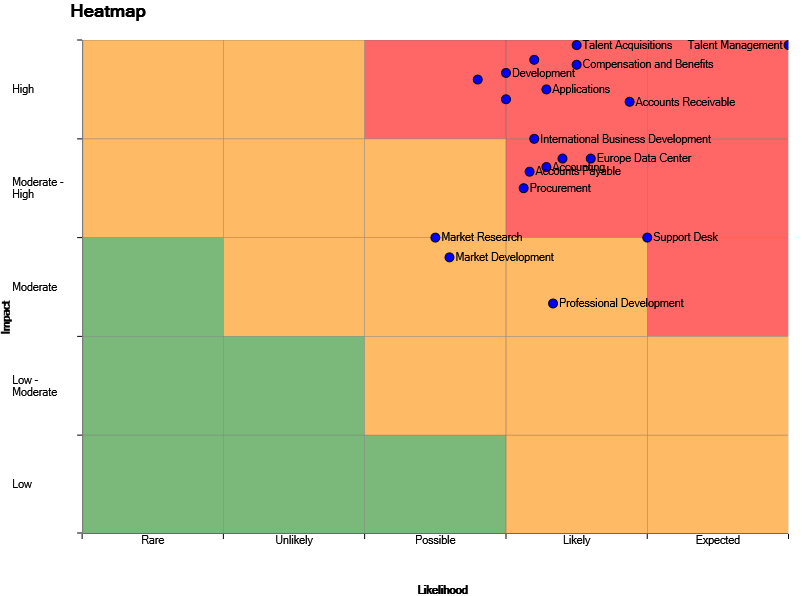 Heatmap
Talent Acquisitions
Talent Management
Compensation and Benefits
Development
High
Applications
Accounts Receivable
International Business Development
Europe Data Center
Accounting
Accounts Payable
Moderate -
High
Procurement
Market Research
Support Desk
Market Development
Moderate
Professional Development
Impact
Low -
Moderate
Low
Rare
Unlikely
Possible
Likely
Expected
Likelihood